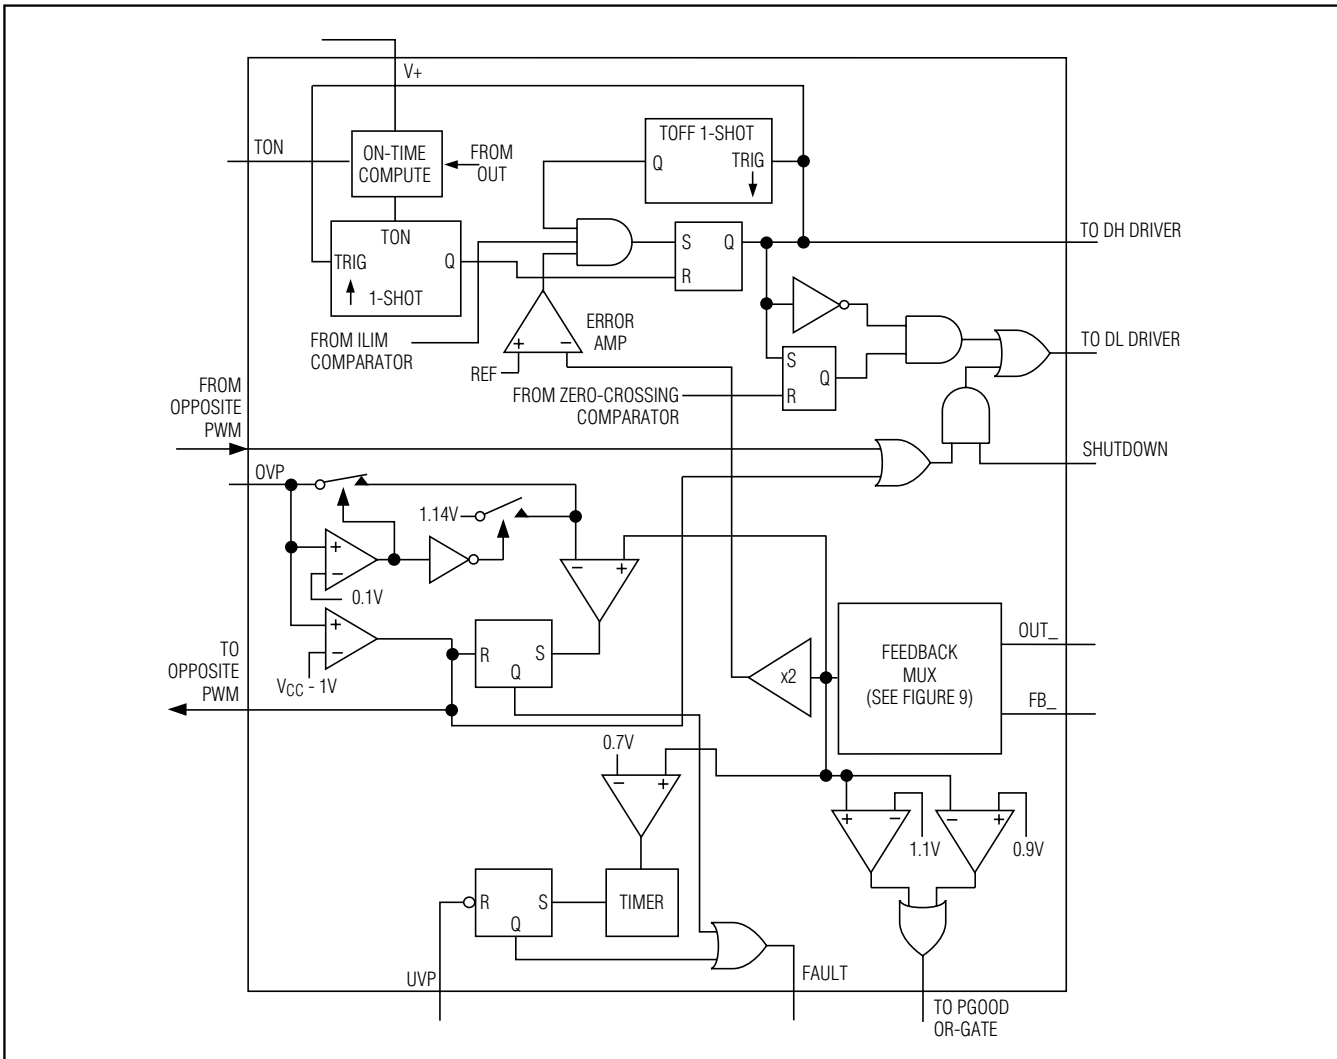 V+
TON
ON-TIME
COMPUTE
FROM
OUT
TOFF 1-SHOT
Q
TRIG
TON
TRIG
Q
1-SHOT
S
Q
R
TO DH DRIVER
FROM ILIM
COMPARATOR
+
−
ERROR
AMP
REF
S
Q
R
TO DL DRIVER
FROM ZERO-CROSSING
COMPARATOR
FROM
OPPOSITE
PWM
SHUTDOWN
OVP
1.14V
+
−
0.1V
−
+
+
−
VCC - 1V
TO
OPPOSITE
PWM
R
S
Q
x2
FEEDBACK
MUX
(SEE FIGURE 9)
OUT_
FB_
0.7V
−
+
+
−
1.1V
−
+
0.9V
R
S
Q
TIMER
UVP
FAULT
TO PGOOD
OR-GATE